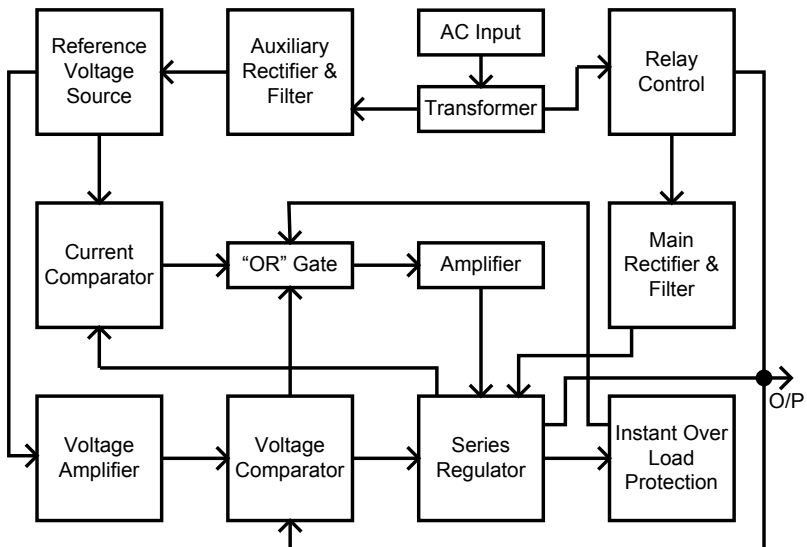 Reference
Voltage
Source
Auxiliary
Rectifier &
Filter
AC Input
Transformer
Relay
Control
Current
Comparator
“OR” Gate
Amplifier
Main
Rectifier &
Filter
O/P
Voltage
Amplifier
Voltage
Comparator
Series
Regulator
Instant Over
Load
Protection